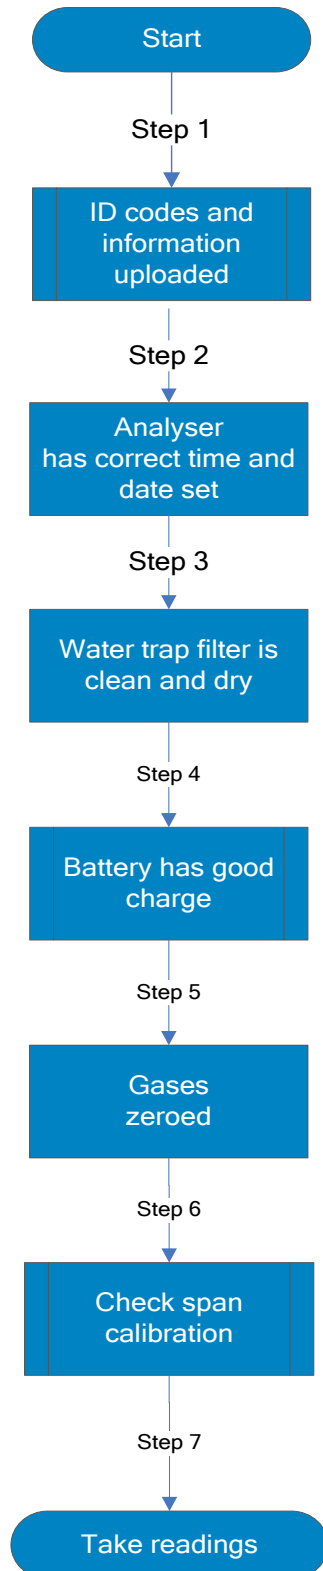 Start
Step 1
ID codes and
information
uploaded
Step 2
Analyser
has correct time and
date set
Step 3
Water trap filter is
clean and dry
Step 4
Battery has good
charge
Step 5
Gases
zeroed
Step 6
Check span
calibration
Step 7
Take readings